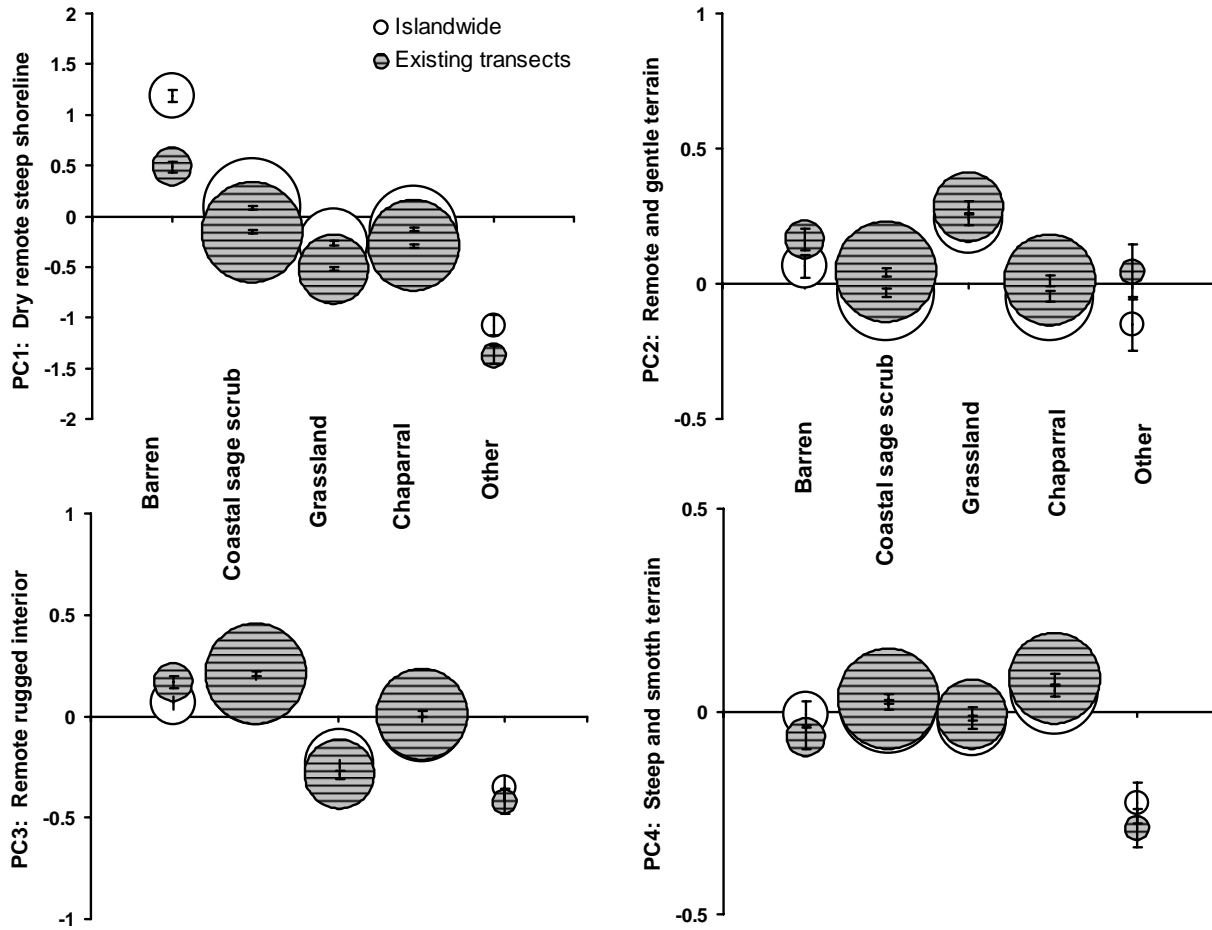 Islandwide
Existing transects
PC1: Dry remote steep shoreline
2
1.5
1
0.5
0
-0.5
-1
-1.5
-2
Barren
Coastal sage scrub
Grassland
Chaparral
Other
PC2: Remote and gentle terrain
1
0.5
0
-0.5
Barren
Coastal sage scrub
Grassland
Chaparral
Other
PC3: Remote rugged interior
1
0.5
0
-0.5
-1
PC4: Steep and smotth terrain
0.5
0
-0.5